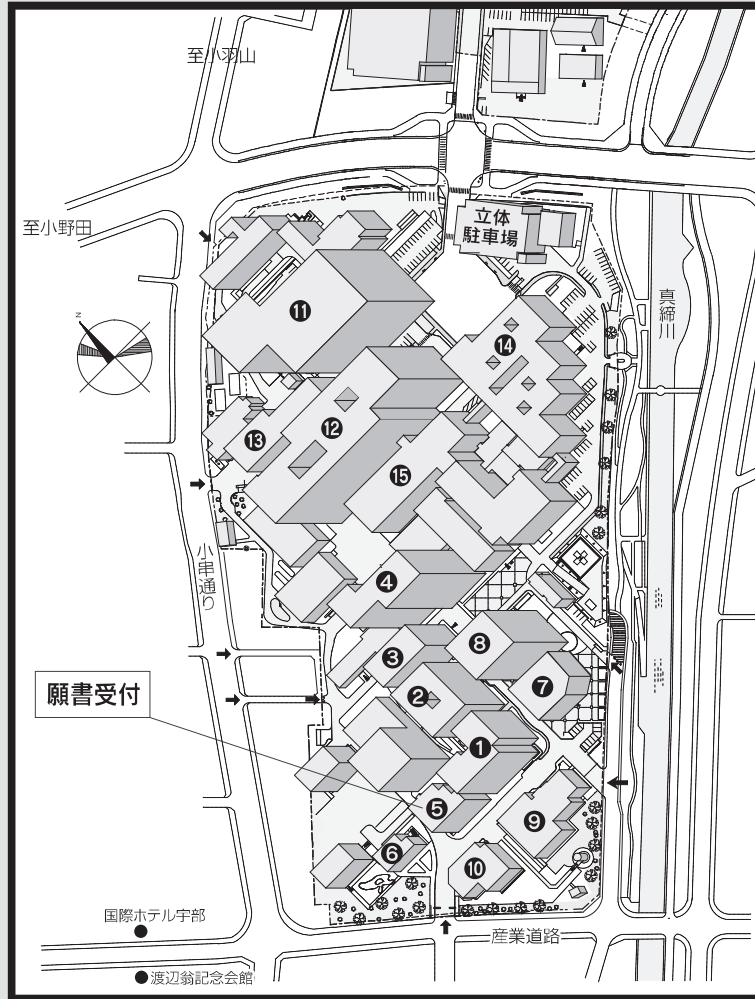 至小羽山
至小野田
立体
駐車場
真締川
⓫
⓮
N
⓬
⓭
⓯
小串通り
❹
❽
❸
❼
❷
願書受付
❶
❺
❾
❻
❿
国際ホテル宇部
産業道路
渡辺翁記念会館